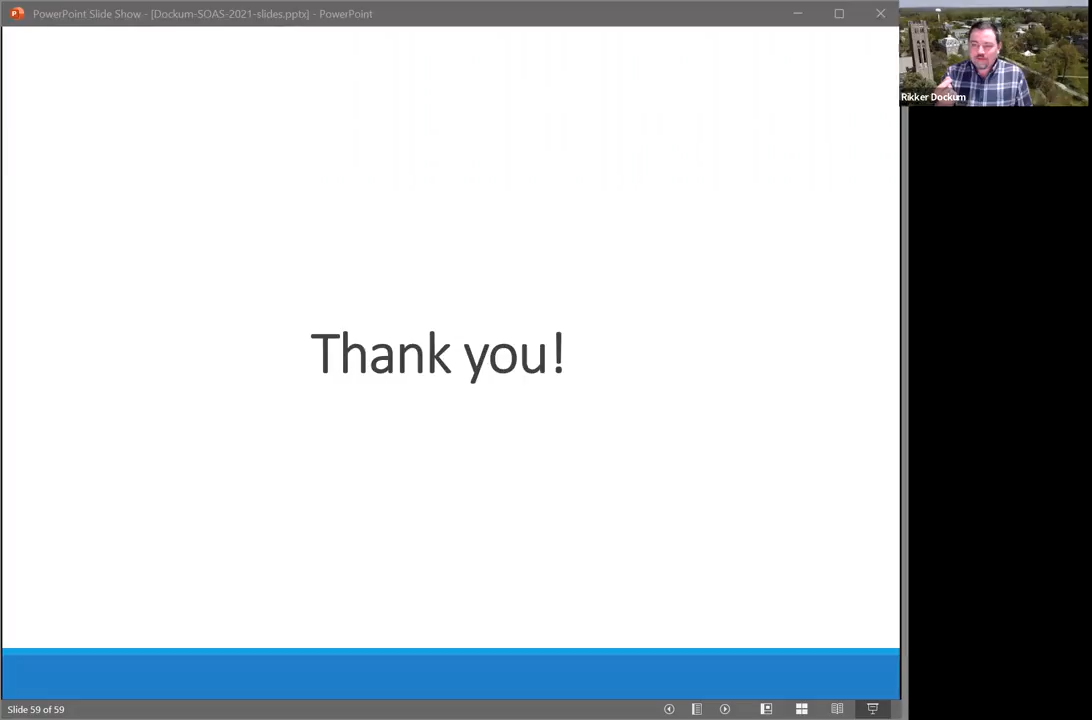 PowerPoint Slide Show - [Dockum-SOAS-2021-slides.pptx] - PowerPoint
Rikker Dockum
Thank you!
Slide 59 of 59